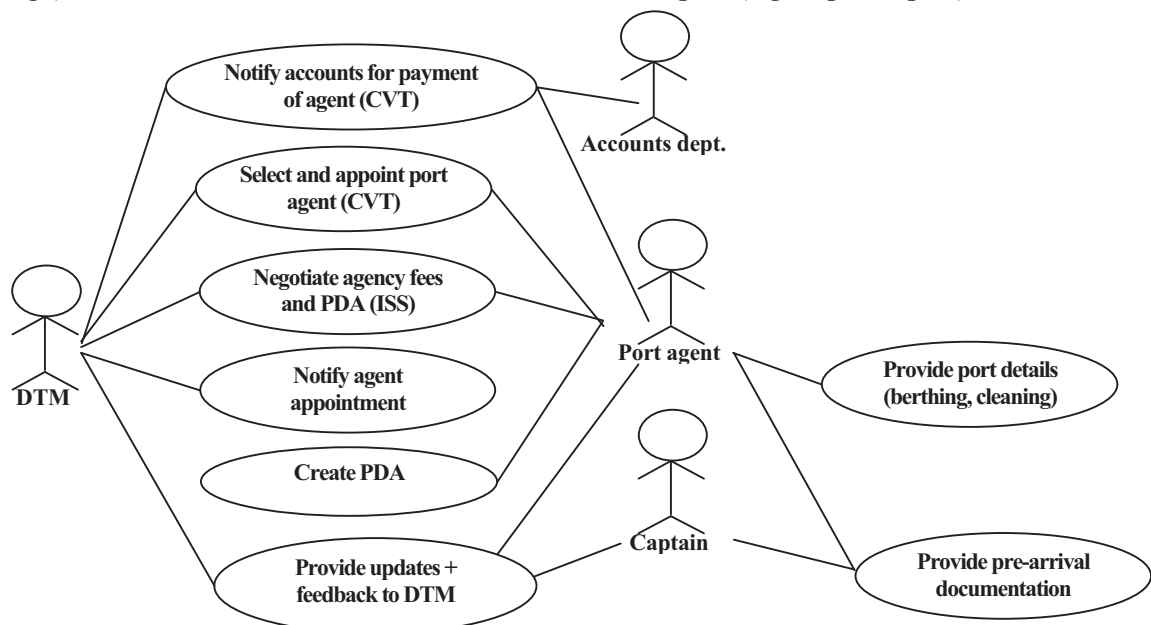 Notify accounts for payment
of agent (CVT)
Accounts dept.
Select and appoint port
agent (CVT)
Negotiate agency fees
and PDA (ISS)
Port agent
DTM
Notify agent
appointment
Provide port details
(berthing, cleaning)
Create PDA
Captain
Provide updates +
feedback to DTM
Provide pre-arrival
documentation